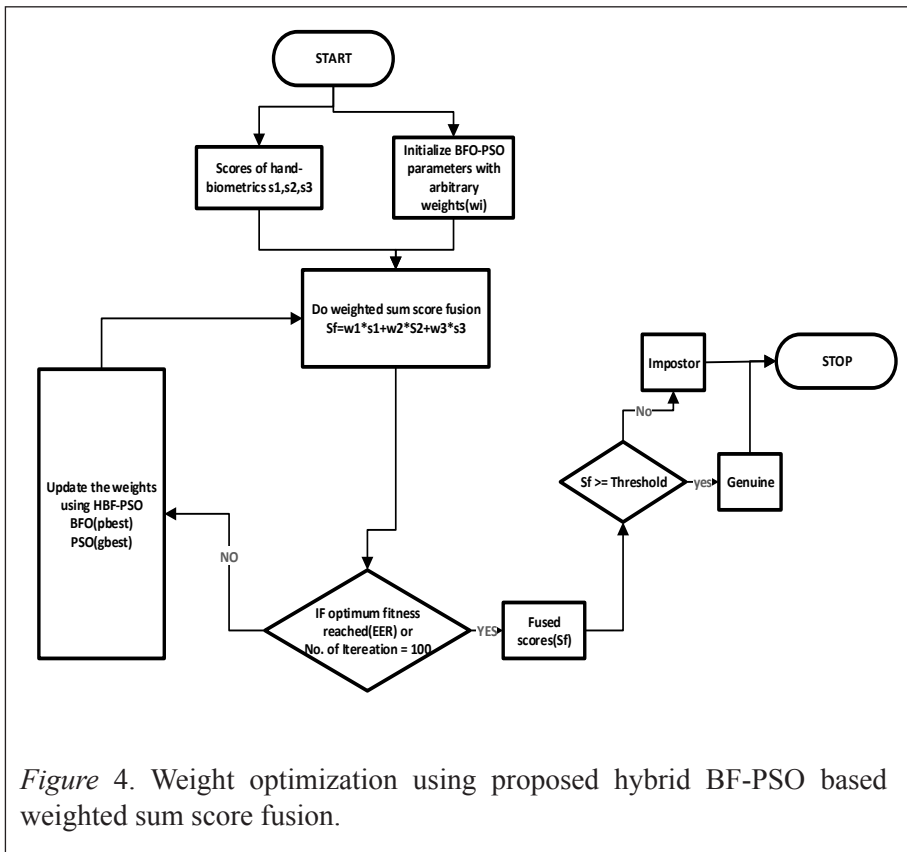 START
Scores of hand-
biometrics s1,s2,s3
Initialize BFO-PSO
parameters with
arbitrary
weights(wi)
Do weighted sum score fusion
Sf=w1*s1+w2*S2+w3*s3
Update the weights
using HBF-PSO
BFO(pbest)
PSO(gbest)
NO
IF optimum fitness
reached(EER) or
No. of Itereation = 100
YES
Fused
scores(Sf)
Sf >= Threshold
No
Impostor
yes
Genuine
STOP
Figure 4. Weight optimization using proposed hybrid BF-PSO based
weighted sum score fusion.